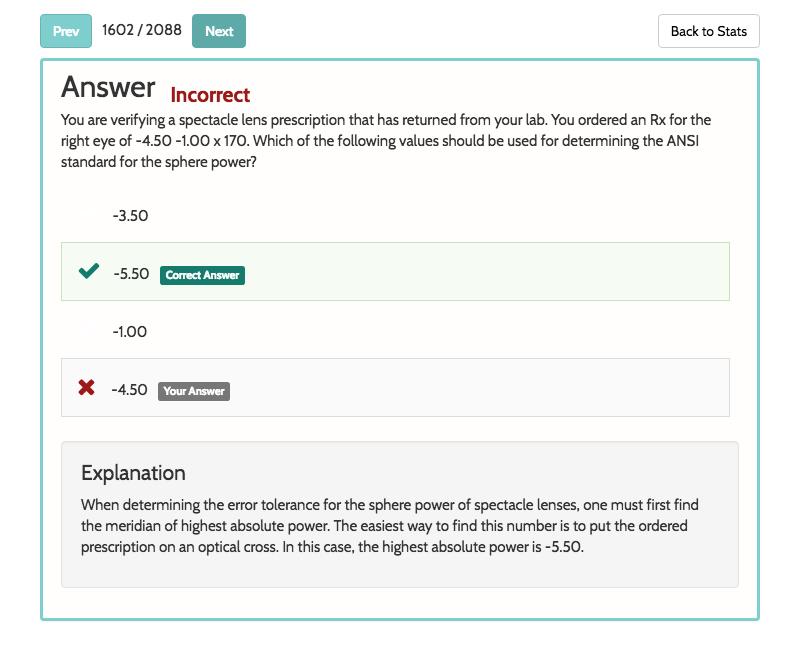 Prev 1602 / 2088 Next Back to Stats
Answer Incorrect
You are verifying a spectacle lens prescription that has returned from your lab. You ordered an Rx for the
right eye of -4.50 -1.00 x 170. Which of the following values should be used for determining the ANSI
standard for the sphere power?
-3.50
-5.50 Correct Answer
-1.00
-4.50 Your Answer
Explanation
When determining the error tolerance for the sphere power of spectacle lenses, one must first find
the meridian of highest absolute power. The easiest way to find this number is to put the ordered
prescription on an optical cross. In this case, the highest absolute power is -5.50.